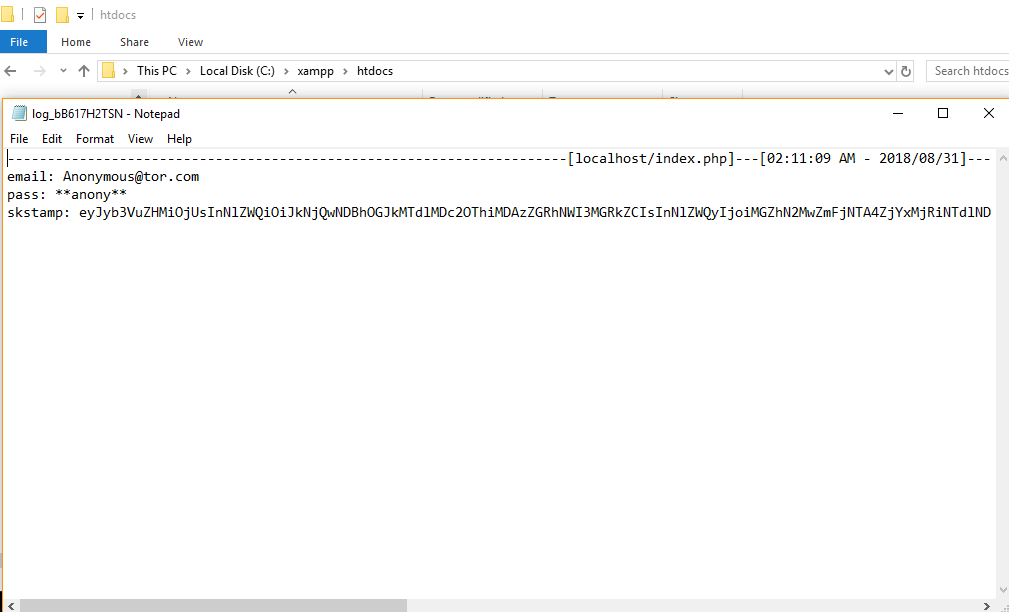 htdocs
File Home Share View
This PC Local Disk (C:) xampp htdocs Search htdocs
log_bB617H2TSN - Notepad
File Edit Format View Help
----------------------------------------------------------------------[localhost/index.php]---[02:11:09 AM - 2018/08/31]---
email: Anonymous@tor.com
pass: **anony**
skstamp: eyJyb3VuZHMiOjUsInNlZWQiOiJkNjQwNDBhOGJkMTdlMDc2OThiMDAzZGRhNWI3MGRkZCIsInNlZWQyIjoiMGZhN2MwZmFjNTA4ZjYxMjRiNTdlND